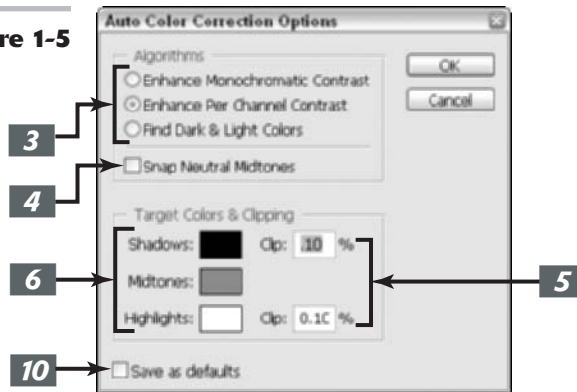 re 1-5
Auto Color Correction Options
Algorithms
Enhance Monochromatic Contrast
Enhance Per Channel Contrast
Find Dark & Light Colors
Snap Neutral Midtones
OK
Cancel
Target Colors & Clipping
Shadows: Clip: .10 %
Midtones:
Highlights: Clip: 0.10 %
Save as defaults
3
4
6
5
10